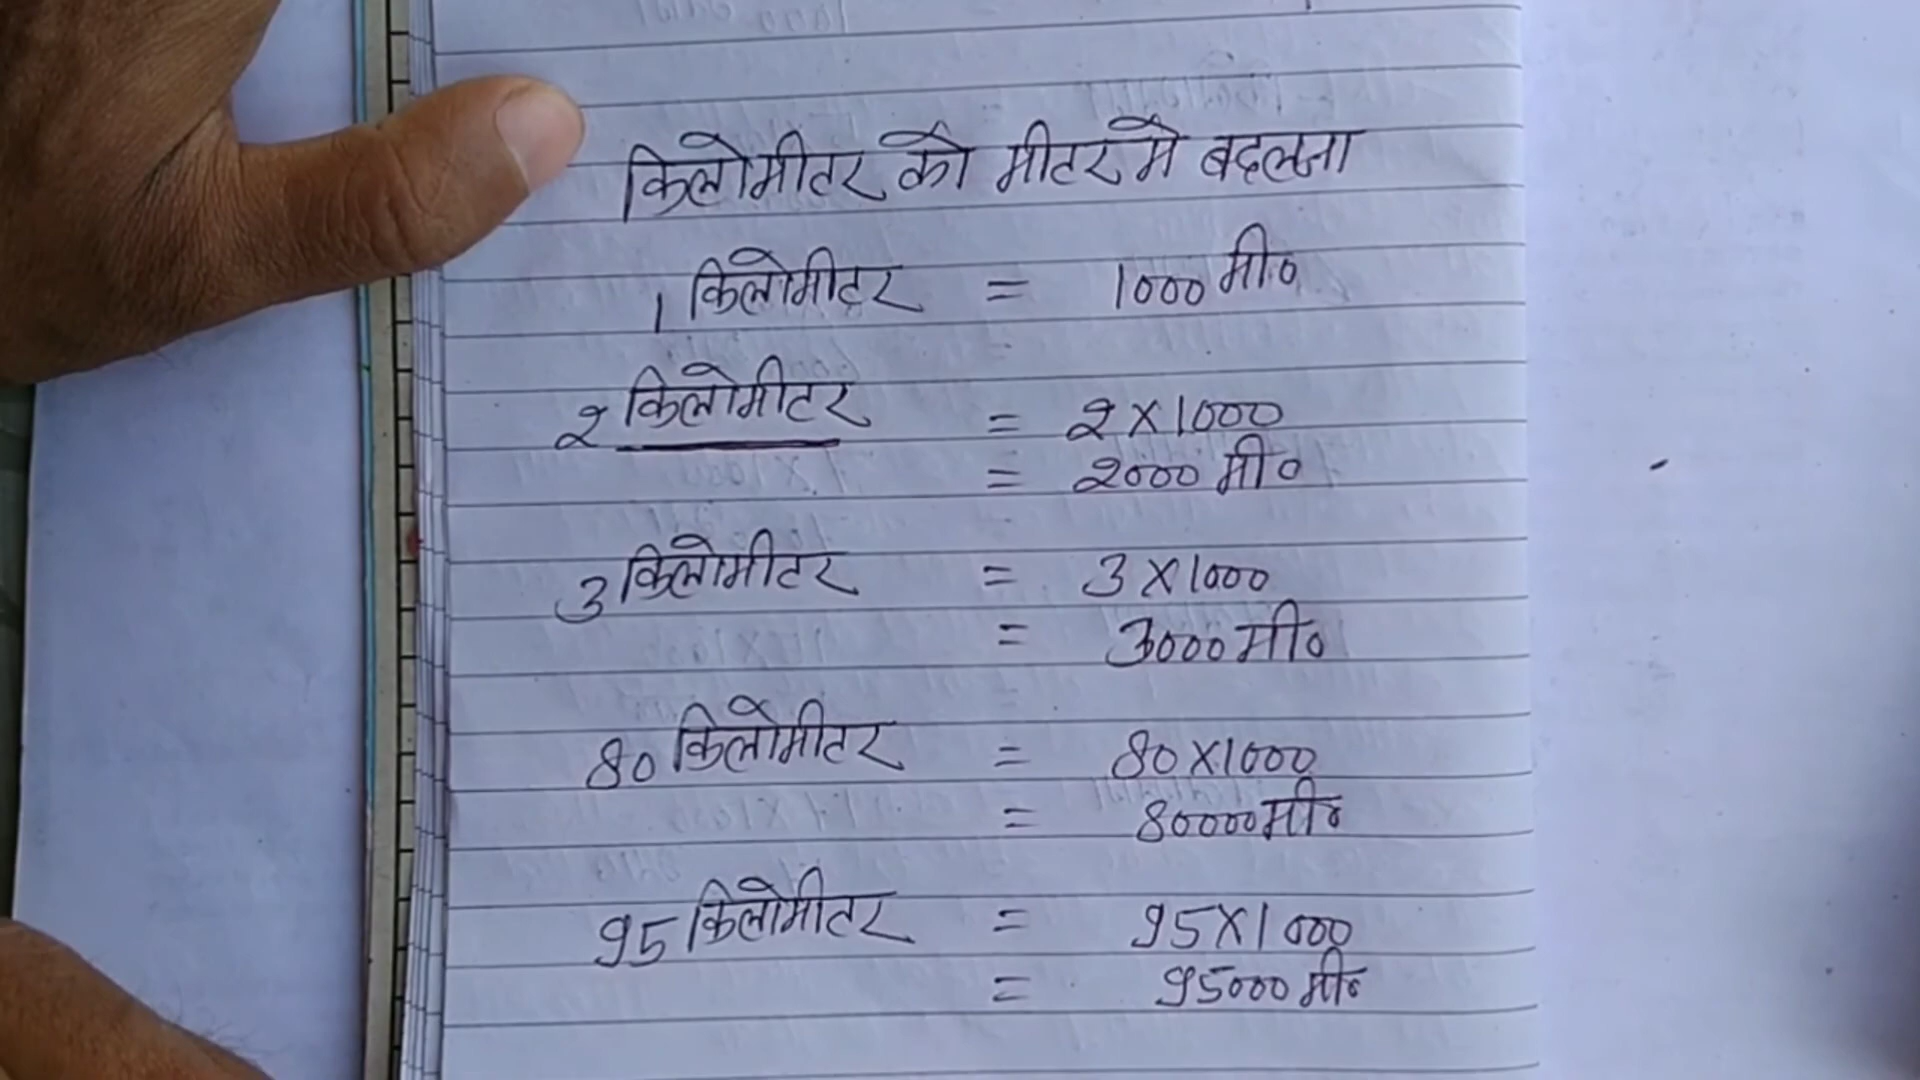 किलोमीटर को मीटर मे बदलना
1 किलोमीटर = 1000 मी०
2 किलोमीटर = 2 X 1000
= 2000 मी०
3 किलोमीटर = 3 X 1000
= 3000 मी०
80 किलोमीटर = 80 X 1000
= 80000 मी०
95 किलोमीटर = 95 X 1000
= 95000 मी०